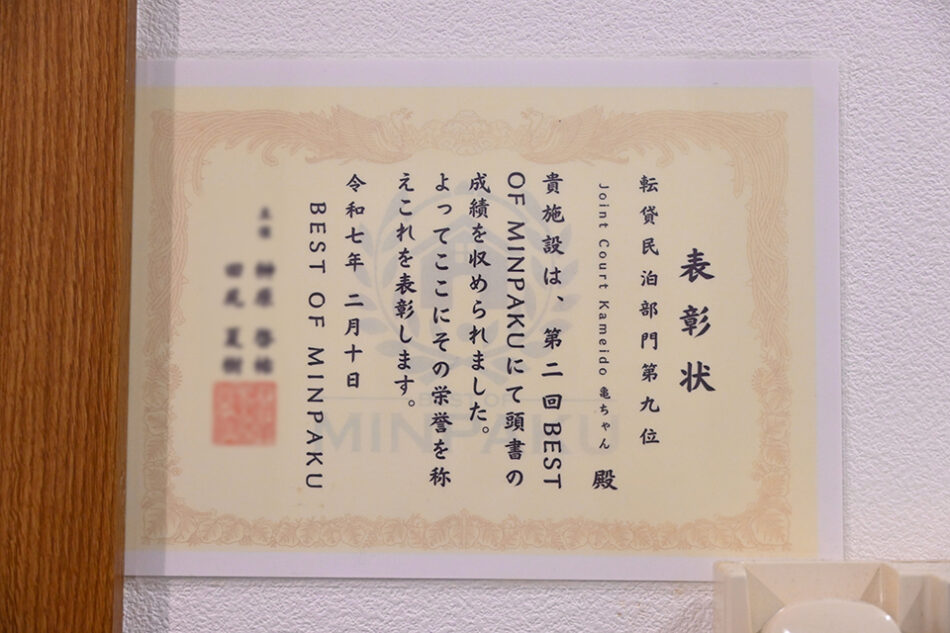 表彰状
転貸民泊部門第九位
Joint Court Kameido 亀ちゃん 殿
貴施設は、第二回BEST
OF MINPAKUにて頭書の
成績を収められました。
よってここにその栄誉を称
えこれを表彰します。
令和七年 二月十日
BEST OF MINPAKU
BEST OF
MINPAKU